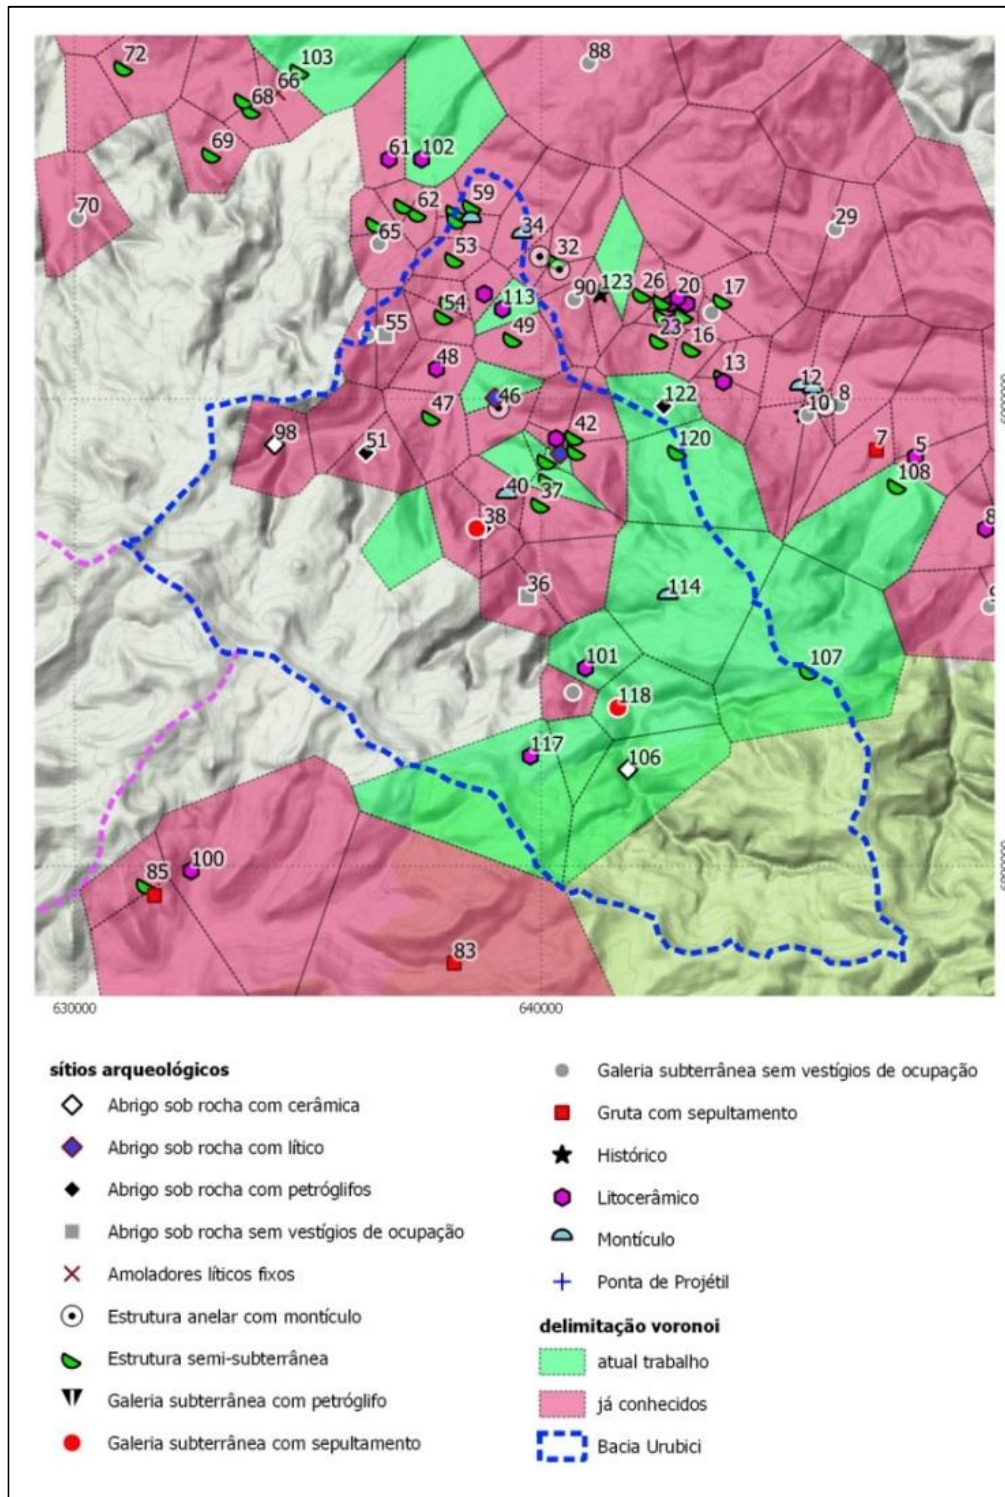 72
103
88
66
68
69
61
102
70
62
59
65
34
29
53
32
90
123
26
20
17
54
113
23
16
55
49
48
13
12
46
122
10
8
47
42
98
51
120
7
5
108
40
37
38
8
36
114
101
107
118
117
106
100
85
83
630000
640000
sítios arqueológicos
Abrigo sob rocha com cerâmica
Abrigo sob rocha com lítico
Abrigo sob rocha com petróglifos
Abrigo sob rocha sem vestígios de ocupação
Amoladores líticos fixos
Estrutura anelar com montículo
Estrutura semi-subterrânea
Galeria subterrânea com petróglifo
Galeria subterrânea com sepultamento
Galeria subterrânea sem vestígios de ocupação
Gruta com sepultamento
Histórico
Litocerâmico
Montículo
Ponta de Projétil
delimitação voronoi
atual trabalho
já conhecidos
Bacia Urubici